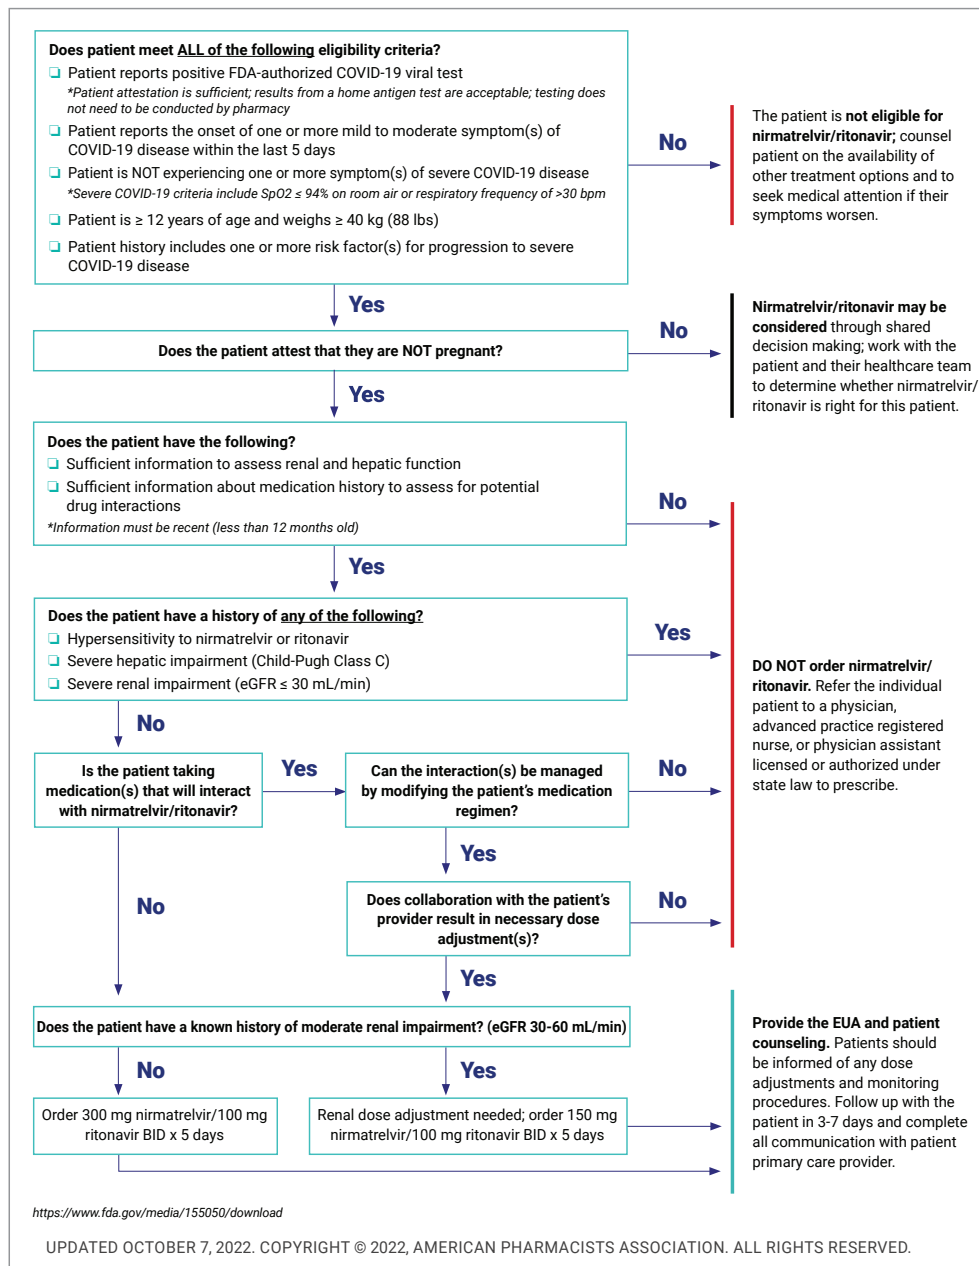 Does patient meet ALL of the following eligibility criteria?
❏ Patient reports positive FDA-authorized COVID-19 viral test
*Patient attestation is sufficient; results from a home antigen test are acceptable; testing does
not need to be conducted by pharmacy
❏ Patient reports the onset of one or more mild to moderate symptom(s) of
COVID-19 disease within the last 5 days
❏ Patient is NOT experiencing one or more symptom(s) of severe COVID-19 disease
*Severe COVID-19 criteria include SpO2 ≤ 94% on room air or respiratory frequency of >30 bpm
❏ Patient is ≥ 12 years of age and weighs ≥ 40 kg (88 lbs)
❏ Patient history includes one or more risk factor(s) for progression to severe
COVID-19 disease
No
The patient is not eligible for
nirmatrelvir/ritonavir; counsel
patient on the availability of
other treatment options and to
seek medical attention if their
symptoms worsen.
Yes
Does the patient attest that they are NOT pregnant?
No
Nirmatrelvir/ritonavir may be
considered through shared
decision making; work with the
patient and their healthcare team
to determine whether nirmatrelvir/
ritonavir is right for this patient.
Yes
Does the patient have the following?
❏ Sufficient information to assess renal and hepatic function
❏ Sufficient information about medication history to assess for potential
drug interactions
*Information must be recent (less than 12 months old)
No
Yes
Does the patient have a history of any of the following?
❏ Hypersensitivity to nirmatrelvir or ritonavir
❏ Severe hepatic impairment (Child-Pugh Class C)
❏ Severe renal impairment (eGFR ≤ 30 mL/min)
Yes
DO NOT order nirmatrelvir/
ritonavir. Refer the individual
patient to a physician,
advanced practice registered
nurse, or physician assistant
licensed or authorized under
state law to prescribe.
No
Is the patient taking
medication(s) that will interact
with nirmatrelvir/ritonavir?
Yes
Can the interaction(s) be managed
by modifying the patient's medication
regimen?
No
Yes
No
Does collaboration with the patient's
provider result in necessary dose
adjustment(s)?
No
Yes
Does the patient have a known history of moderate renal impairment? (eGFR 30-60 mL/min)
No
Yes
Order 300 mg nirmatrelvir/100 mg
ritonavir BID x 5 days
Renal dose adjustment needed; order 150 mg
nirmatrelvir/100 mg ritonavir BID x 5 days
Provide the EUA and patient
counseling. Patients should
be informed of any dose
adjustments and monitoring
procedures. Follow up with the
patient in 3-7 days and complete
all communication with patient
primary care provider.
https://www.fda.gov/media/155050/download
UPDATED OCTOBER 7, 2022. COPYRIGHT © 2022, AMERICAN PHARMACISTS ASSOCIATION. ALL RIGHTS RESERVED.